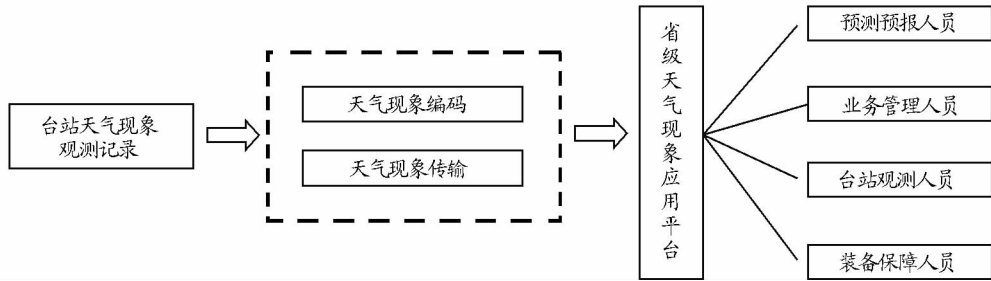 台站天气现象
观测记录
天气现象编码
天气现象传输
省级天气现象应用平台
预测预报人员
业务管理人员
台站观测人员
装备保障人员